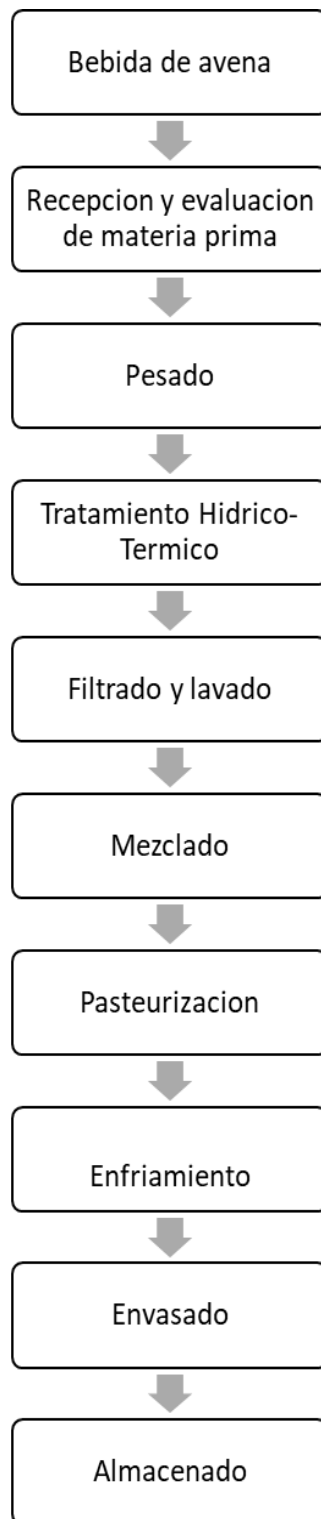 Bebida de avena
Recepcion y evaluacion
de materia prima
Pesado
Tratamiento Hidrico-
Termico
Filtrado y lavado
Mezclado
Pasteurizacion
Enfriamiento
Envasado
Almacenado